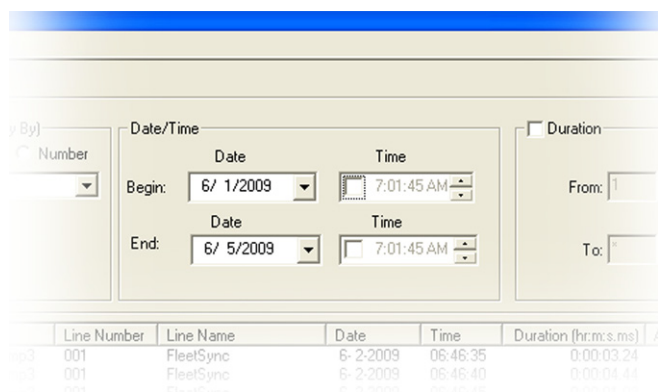 y By) Date/Time Duration
Number Date Time
Begin: 6/ 1/2009 7:01:45 AM From: 1
Date Time
End: 6/ 5/2009 7:01:45 AM To: *
Line Number Line Name Date Time Duration (hr:m:s.ms)
p3 001 FleetSync 6- 2-2009 06:46:35 0:00:03.24
001 FleetSync 6- 2-2009 06:46:40 0:00:04.44